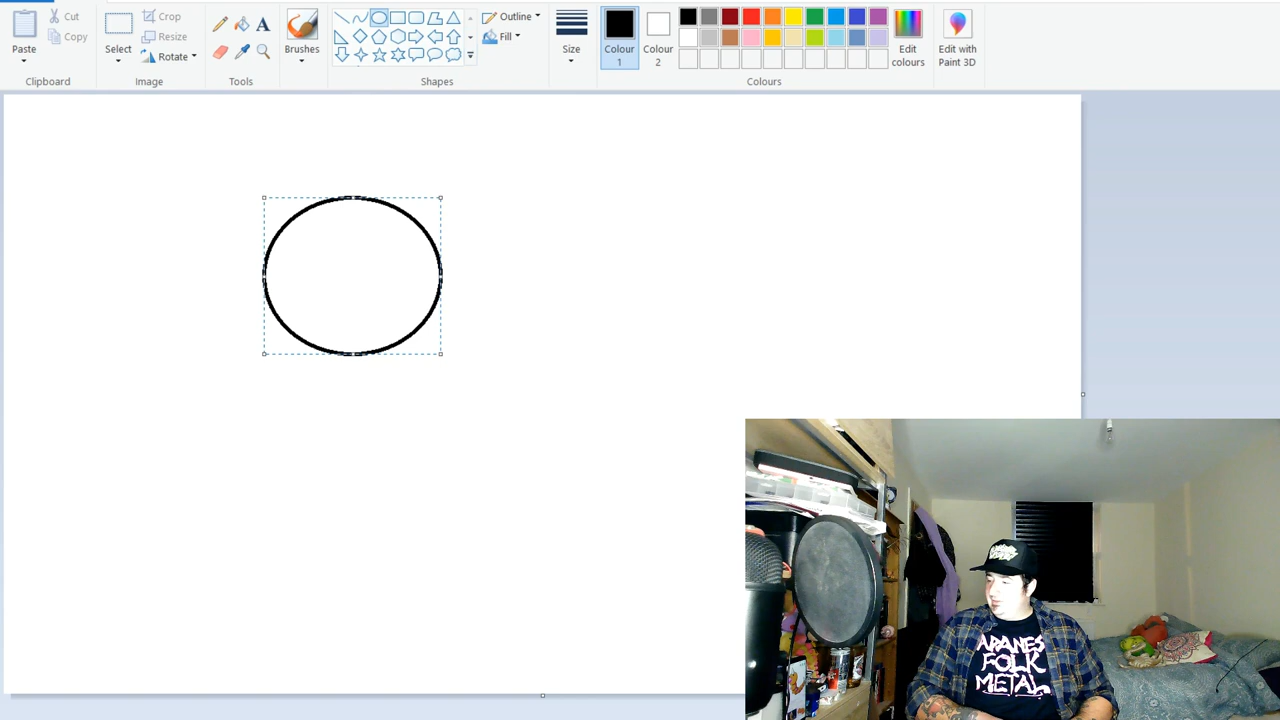 Paste
Cut
Copy
Clipboard
Select
Crop
Resize
Rotate
Image
A
Tools
Brushes
Outline
Fill
Shapes
Size
Colour
1
Colour
2
Edit
colours
Edit with
Paint 3D
Colours
APANES
FOLK
METAL